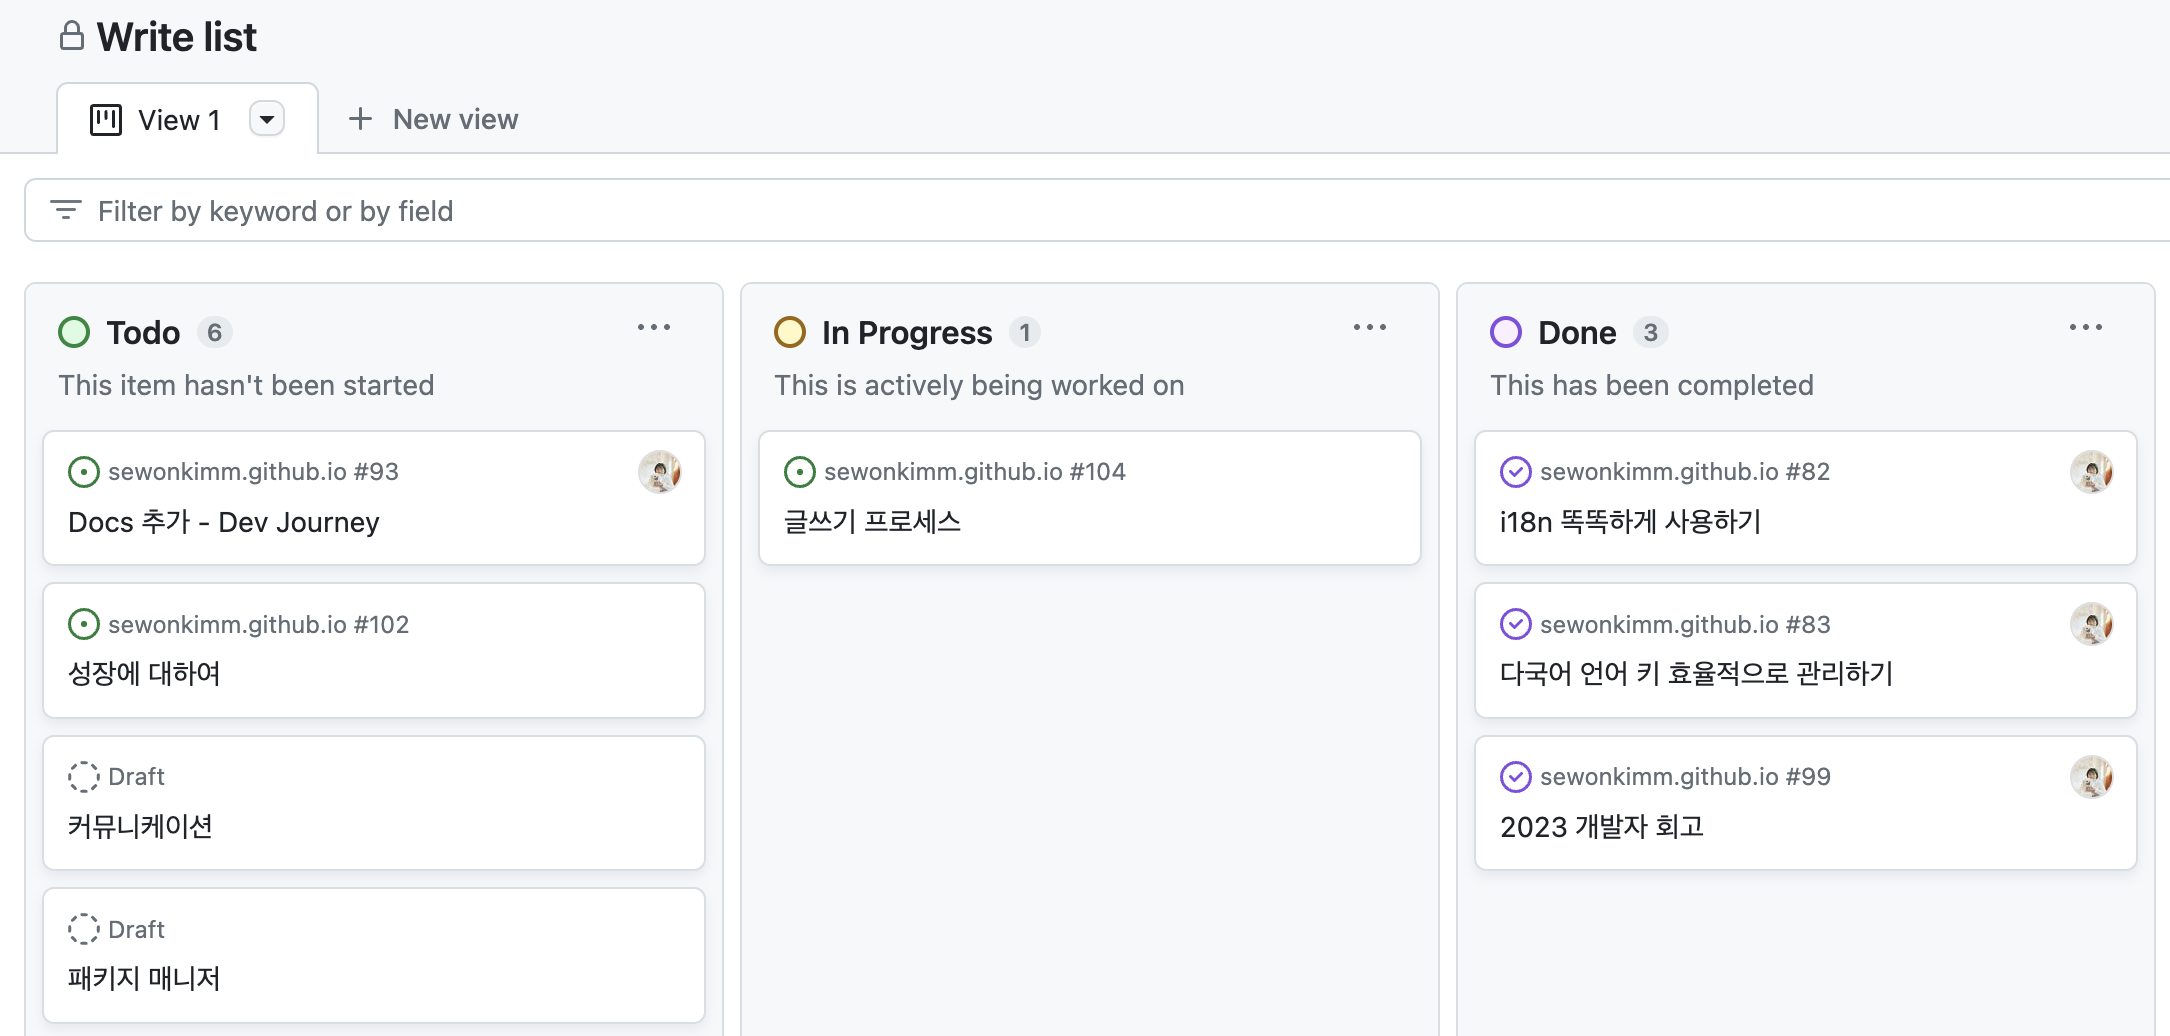 Write list
View 1
New view
Filter by keyword or by field
Todo 6
This item hasn't been started
sewonkimm.github.io #93
Docs 추가 - Dev Journey
sewonkimm.github.io #102
성장에 대하여
Draft
커뮤니케이션
Draft
패키지 매니저
In Progress 1
This is actively being worked on
sewonkimm.github.io #104
글쓰기 프로세스
Done 3
This has been completed
sewonkimm.github.io #82
i18n 똑똑하게 사용하기
sewonkimm.github.io #83
다국어 언어 키 효율적으로 관리하기
sewonkimm.github.io #99
2023 개발자 회고